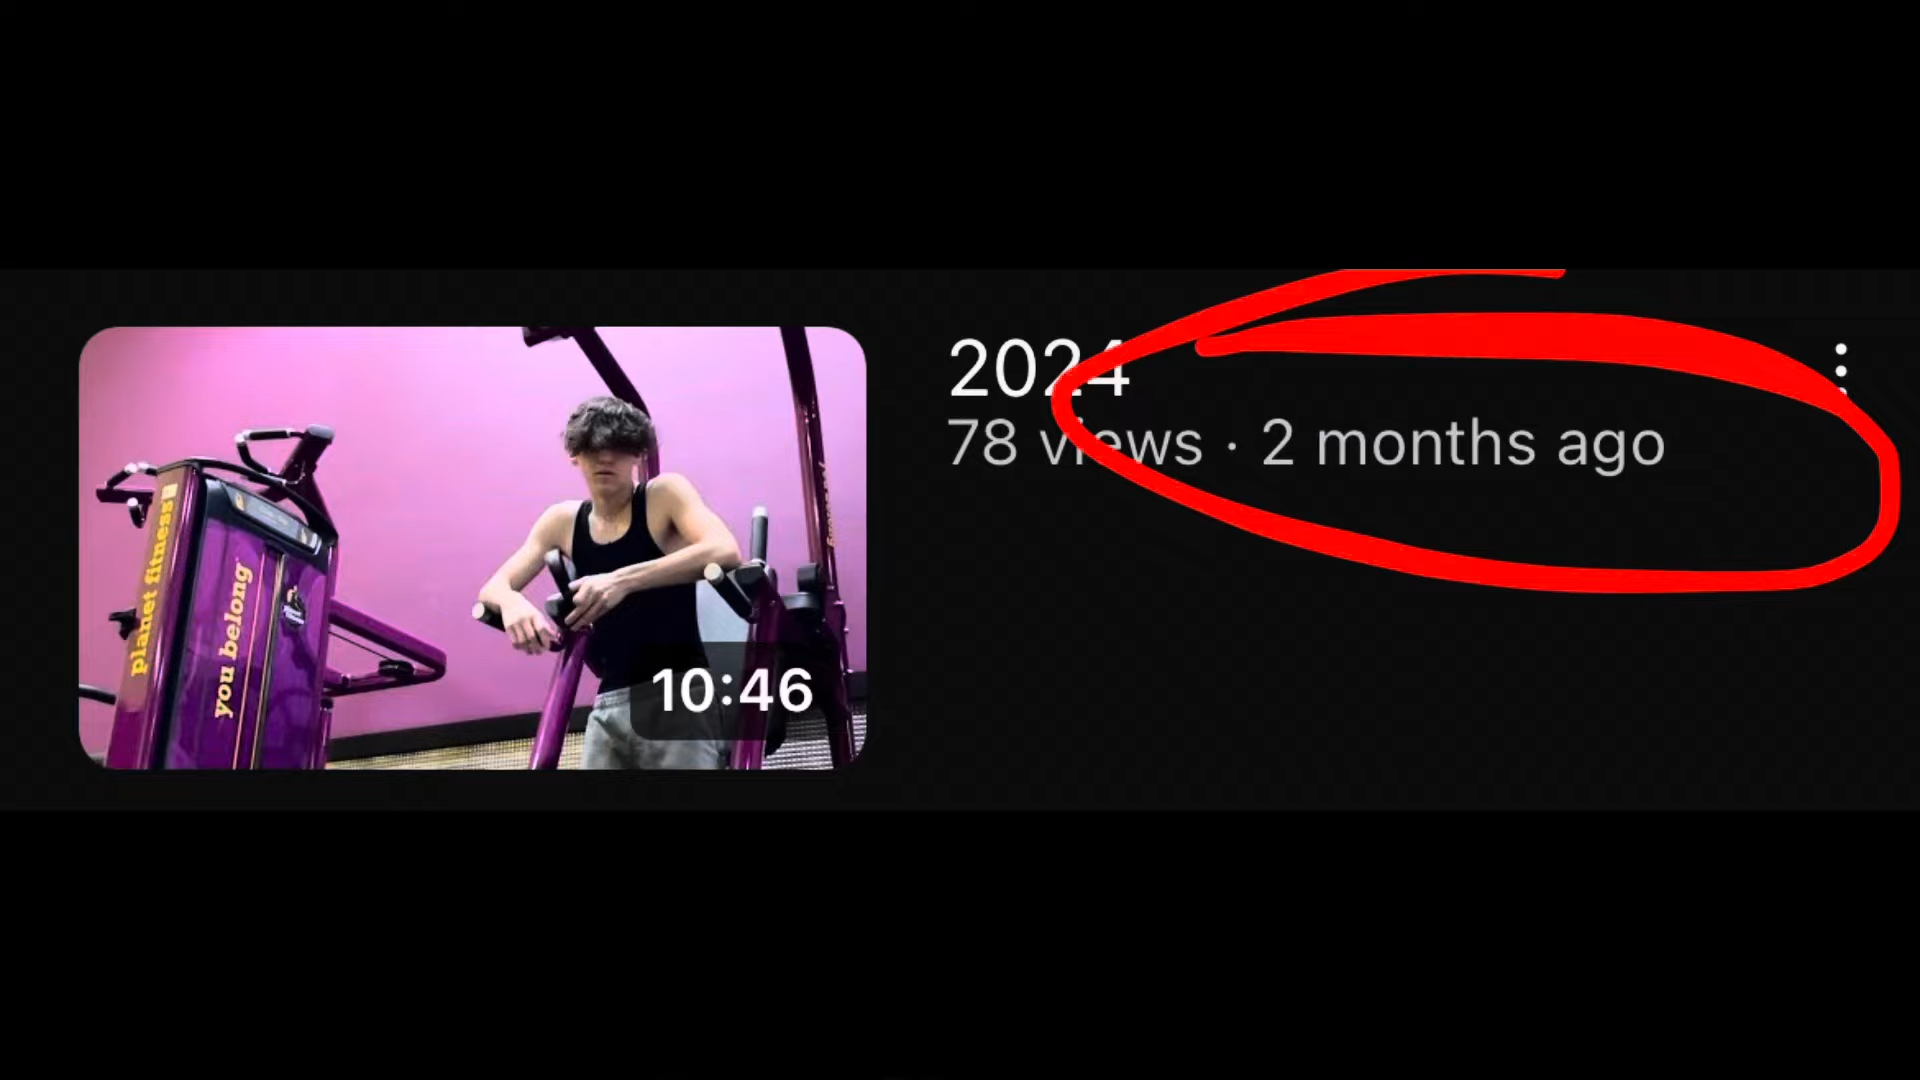 2024
78 views · 2 months ago
planet fitness
you belong
10:46